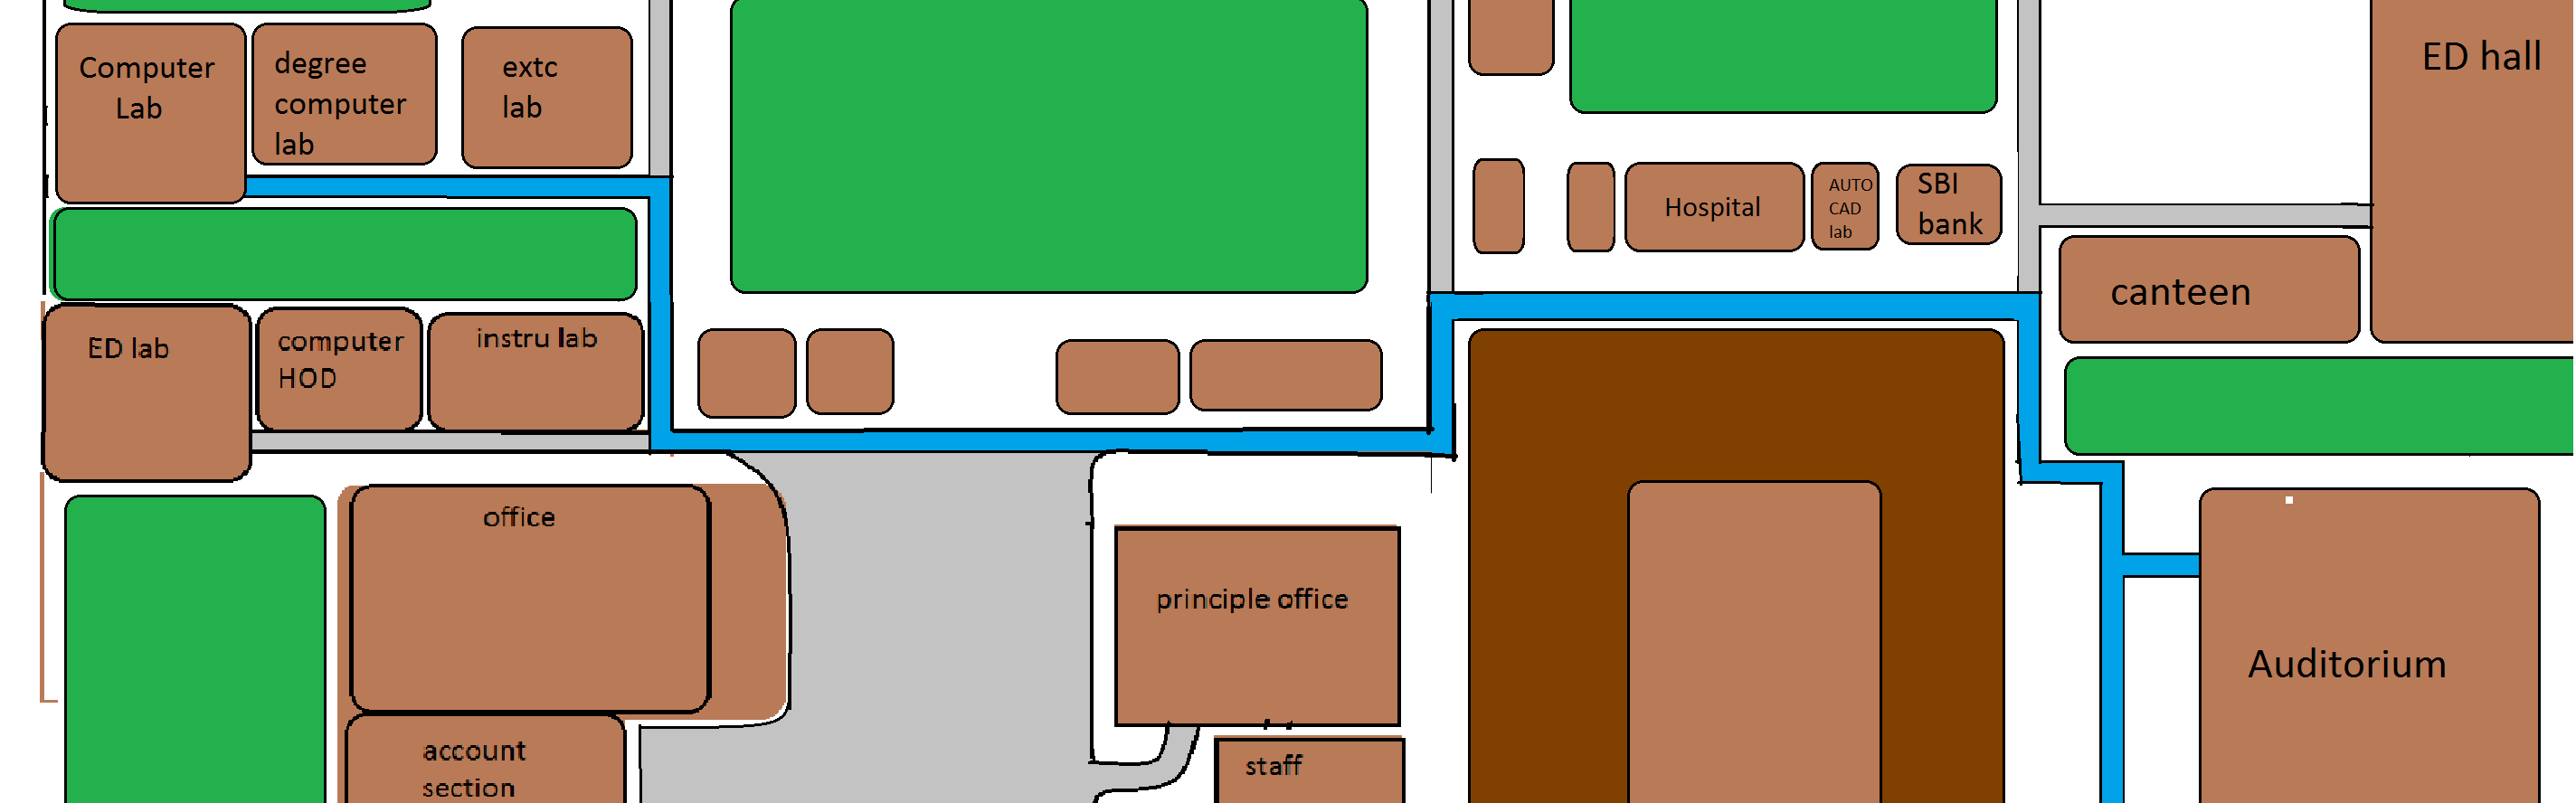 Computer
Lab
degree
computer
lab
extc
lab
ED hall
Hospital
AUTO
CAD
lab
SBI
bank
canteen
ED lab
computer
HOD
instru lab
office
principle office
Auditorium
account
section
staff